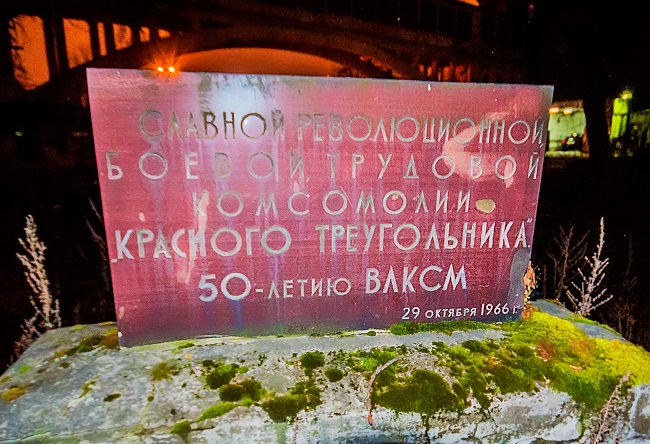 СЛАВНОЙ РЕВОЛЮЦИОННОЙ,
БОЕВОЙ, ТРУДОВОЙ
КОМСОМОЛИИ
„КРАСНОГО ТРЕУГОЛЬНИКА”.
50-ЛЕТИЮ ВЛКСМ
29 ОКТЯБРЯ 1966 г.